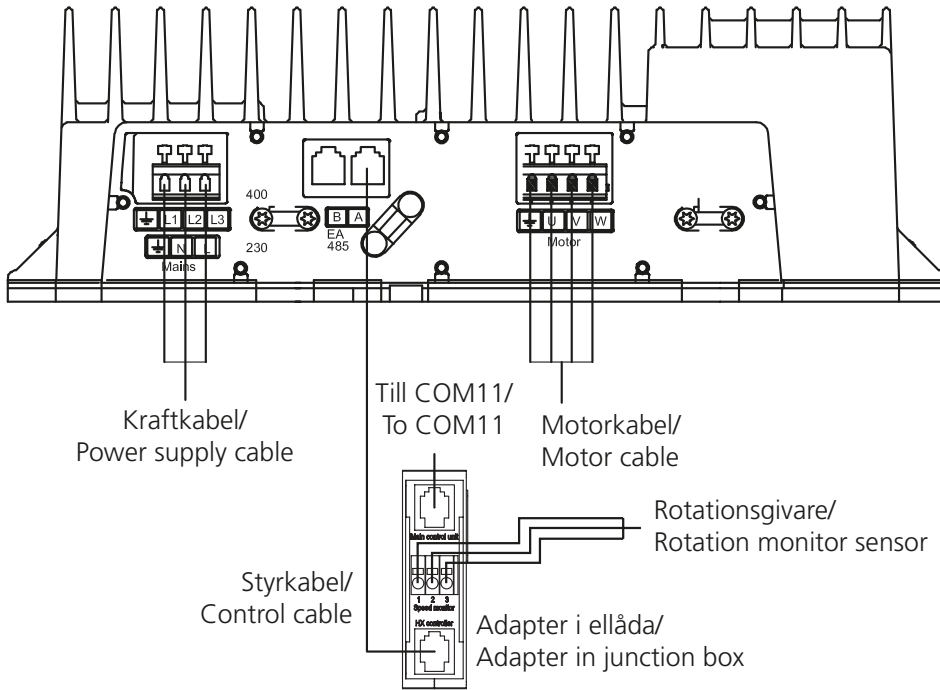 400
L1 L2 L3
B A
EA
485
U V W
Motor
N L
230
Mains
Kraftkabel/
Power supply cable
Till COM11/
To COM11
Motorkabel/
Motor cable
Main control unit
Rotationsgivare/
Rotation monitor sensor
1 2 3
Speed monitor
Styrkabel/
Control cable
HX controller
Adapter i ellåda/
Adapter in junction box